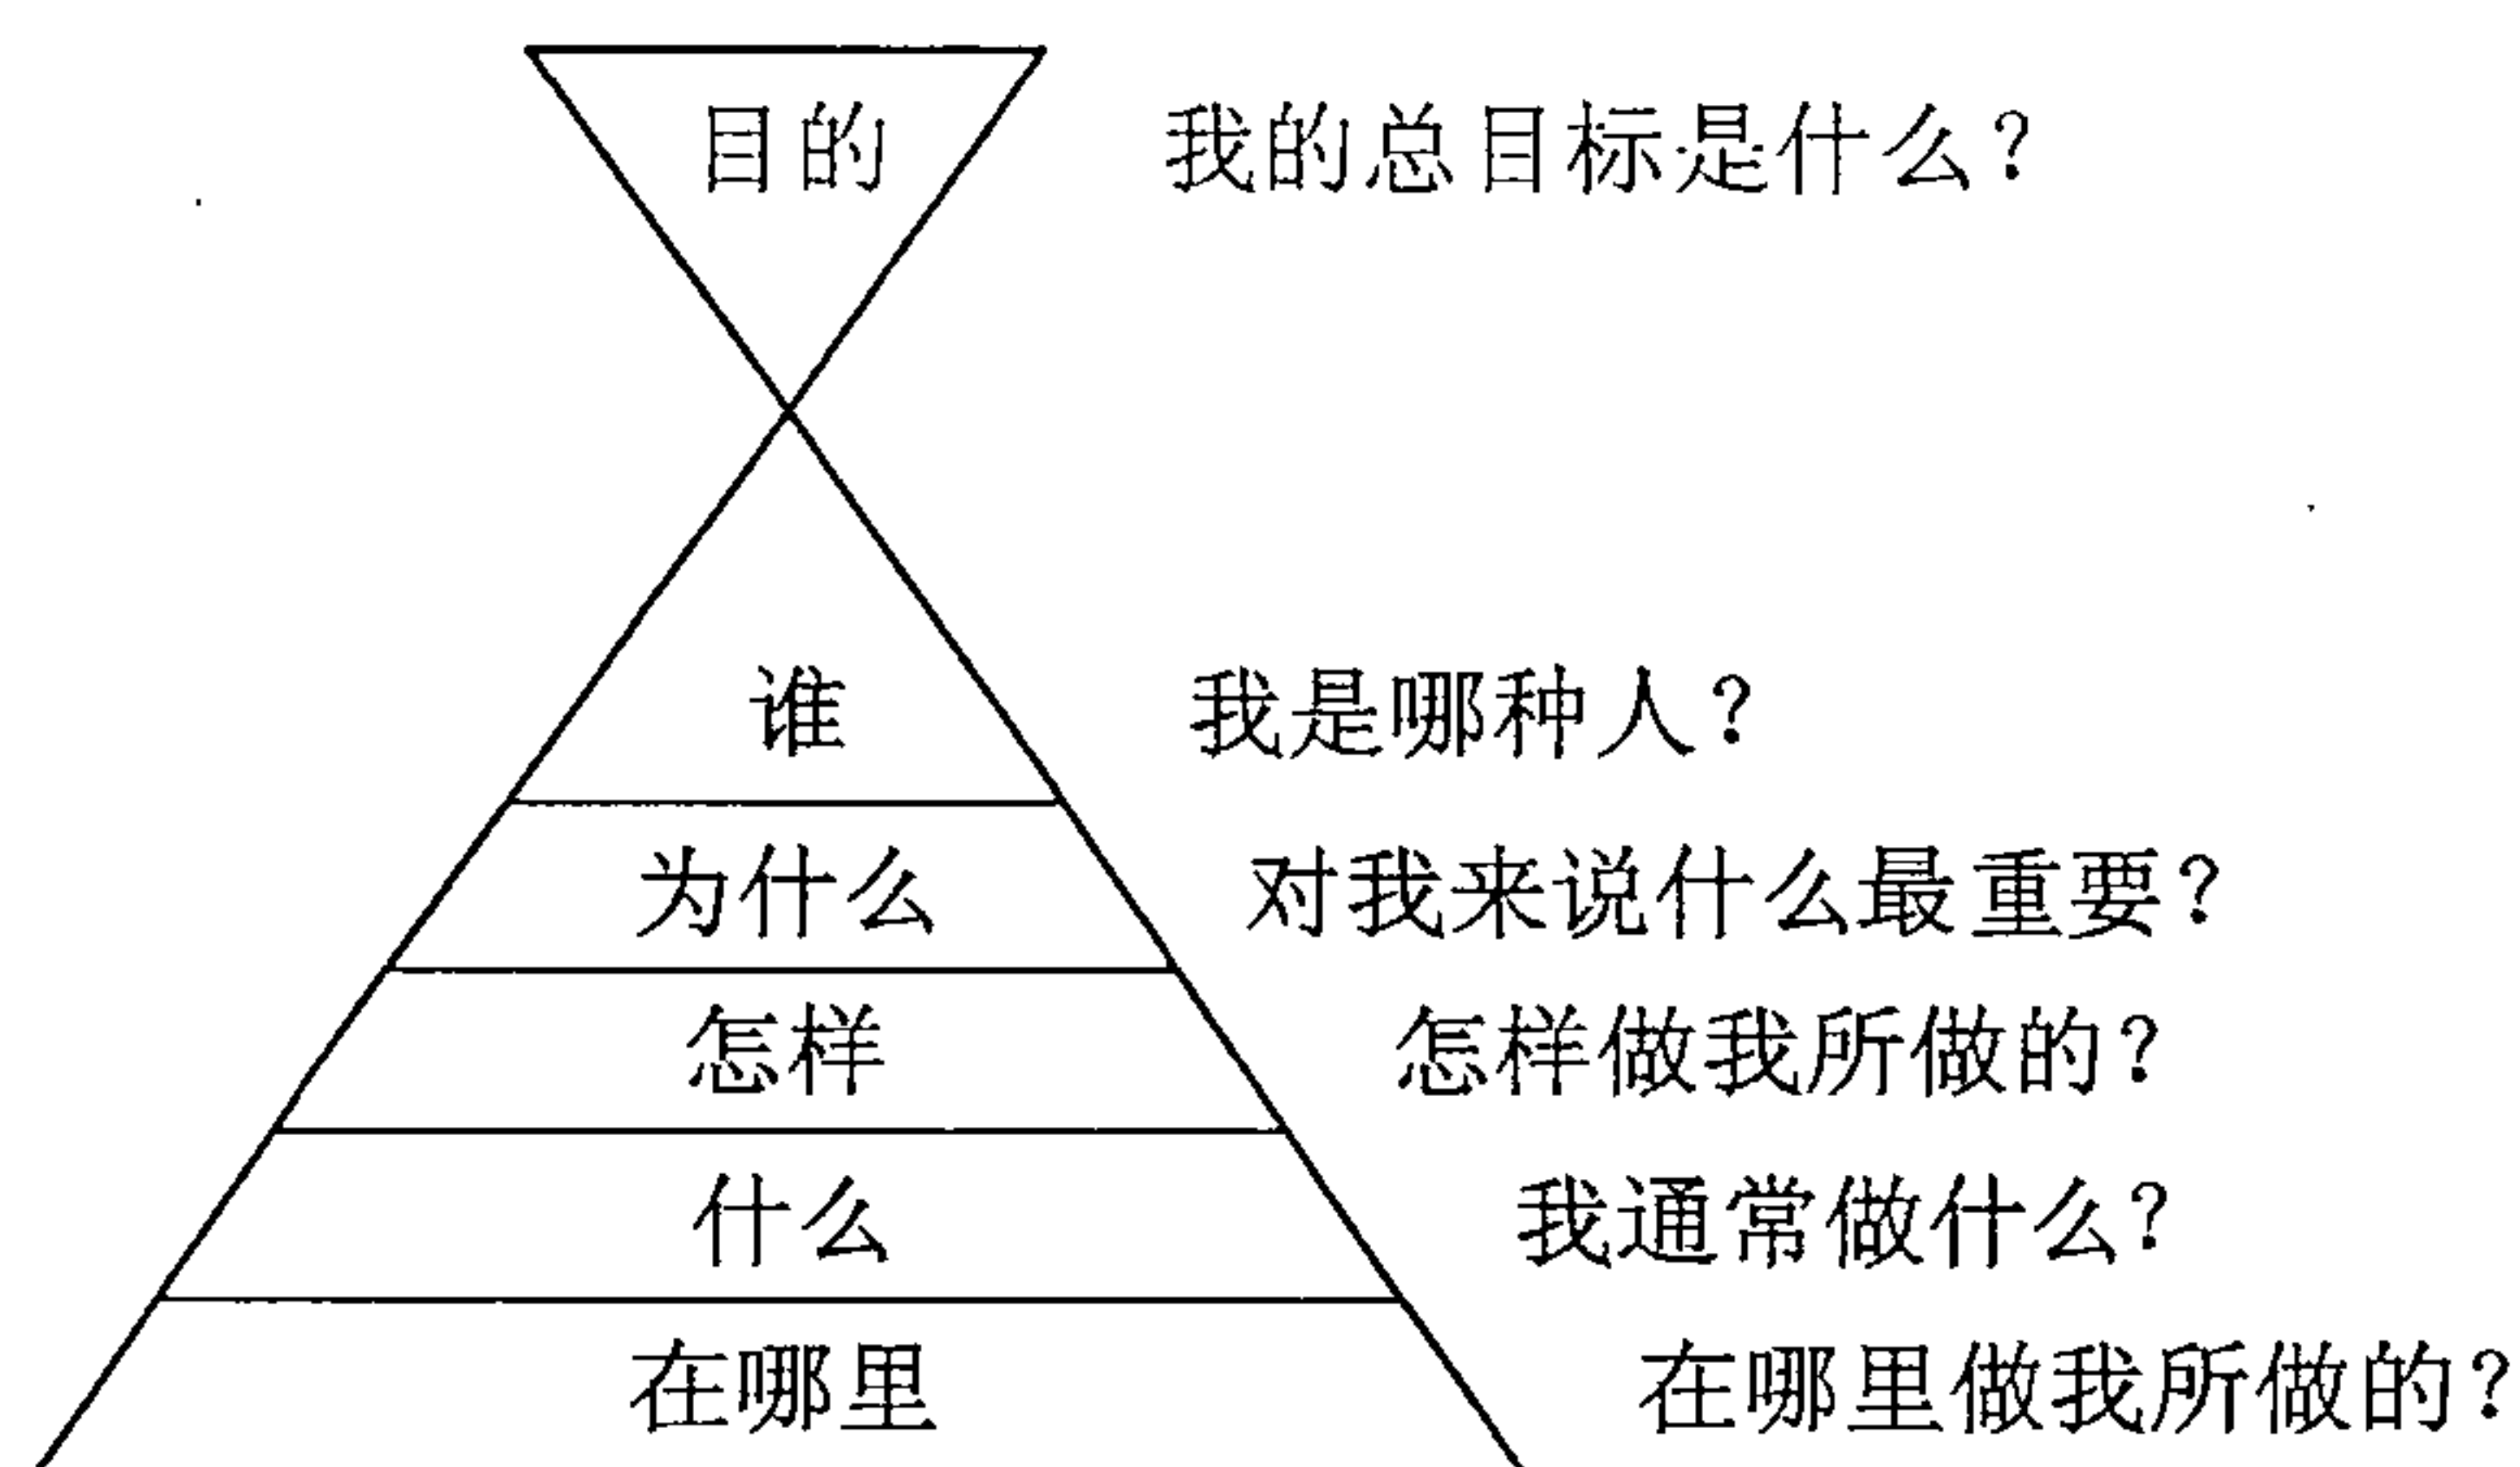 目的 我的总目标是什么?
谁 我是哪种人?
为什么 对我来说什么最重要?
怎样 怎样做我所做的?
什么 我通常做什么?
在哪里 在哪里做我所做的?